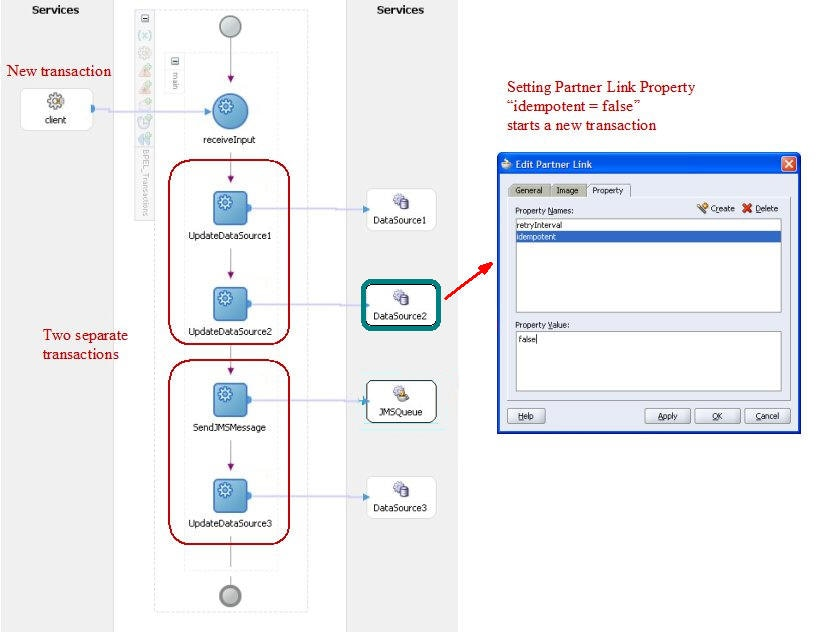 Services
Services
New transaction
client
main
BPEL_Transactions
receiveInput
UpdateDataSource1
DataSource1
UpdateDataSource2
DataSource2
Two separate
transactions
SendJMSMessage
JMSQueue
UpdateDataSource3
DataSource3
Setting Partner Link Property
“idempotent = false”
starts a new transaction
Edit Partner Link
General Image Property
Property Names: Create Delete
retryInterval
idempotent
Property Value:
false
Help Apply OK Cancel